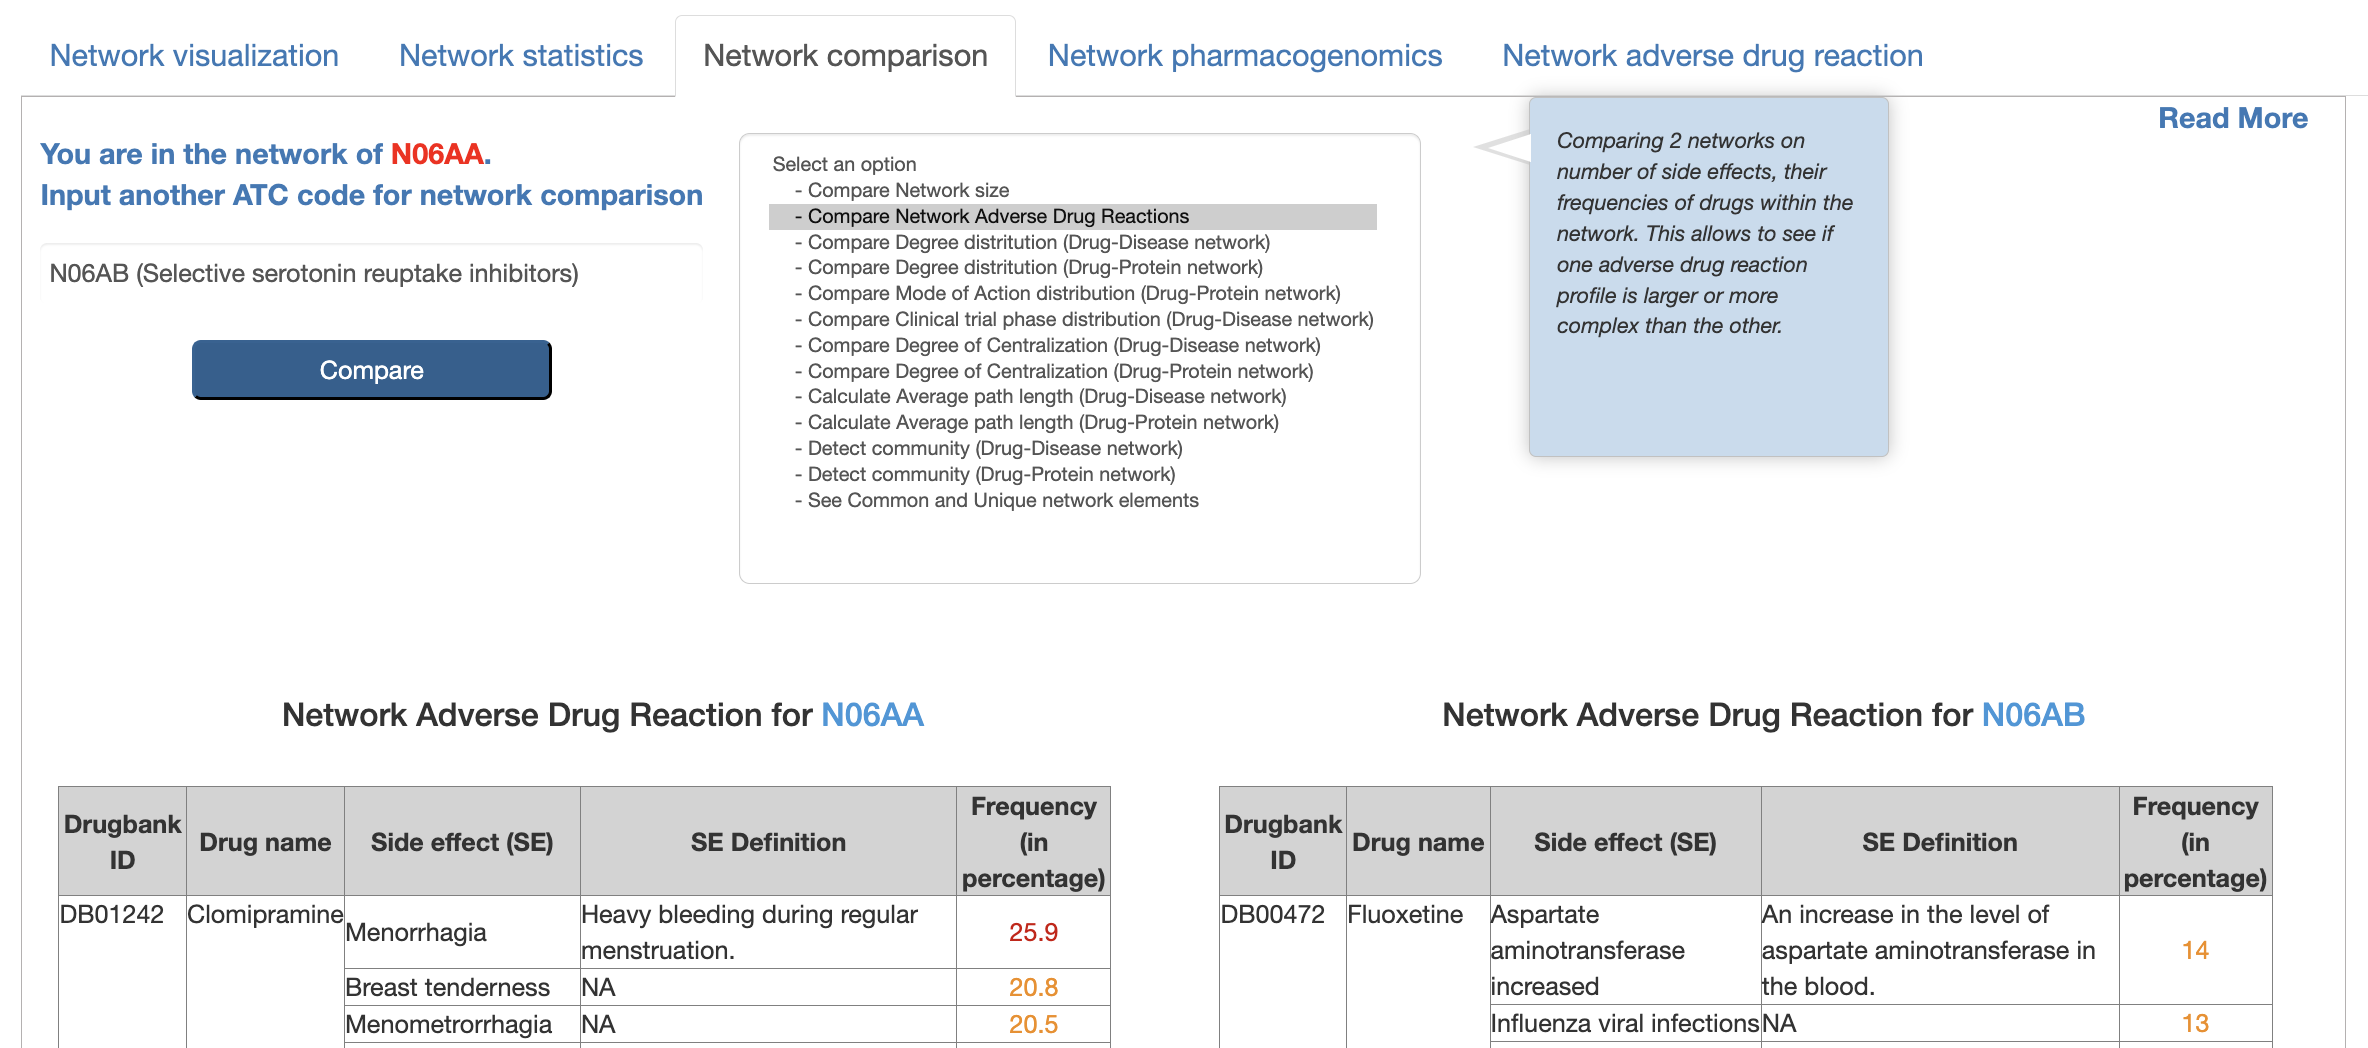 Network visualization
Network statistics
Network comparison
Network pharmacogenomics
Network adverse drug reaction
Read More
You are in the network of N06AA.
Input another ATC code for network comparison
N06AB (Selective serotonin reuptake inhibitors)
Compare
Select an option
- Compare Network size
- Compare Network Adverse Drug Reactions
- Compare Degree distritution (Drug-Disease network)
- Compare Degree distritution (Drug-Protein network)
- Compare Mode of Action distribution (Drug-Protein network)
- Compare Clinical trial phase distribution (Drug-Disease network)
- Compare Degree of Centralization (Drug-Disease network)
- Compare Degree of Centralization (Drug-Protein network)
- Calculate Average path length (Drug-Disease network)
- Calculate Average path length (Drug-Protein network)
- Detect community (Drug-Disease network)
- Detect community (Drug-Protein network)
- See Common and Unique network elements
Comparing 2 networks on
number of side effects, their
frequencies of drugs within the
network. This allows to see if
one adverse drug reaction
profile is larger or more
complex than the other.
Network Adverse Drug Reaction for N06AA
Drugbank
ID
Drug name
Side effect (SE)
SE Definition
Frequency
(in
percentage)
DB01242
Clomipramine
Menorrhagia
Heavy bleeding during regular
menstruation.
25.9
Breast tenderness
NA
20.8
Menometrorrhagia
NA
20.5
Network Adverse Drug Reaction for N06AB
Drugbank
ID
Drug name
Side effect (SE)
SE Definition
Frequency
(in
percentage)
DB00472
Fluoxetine
Aspartate
aminotransferase
increased
An increase in the level of
aspartate aminotransferase in
the blood.
14
Influenza viral infections
NA
13